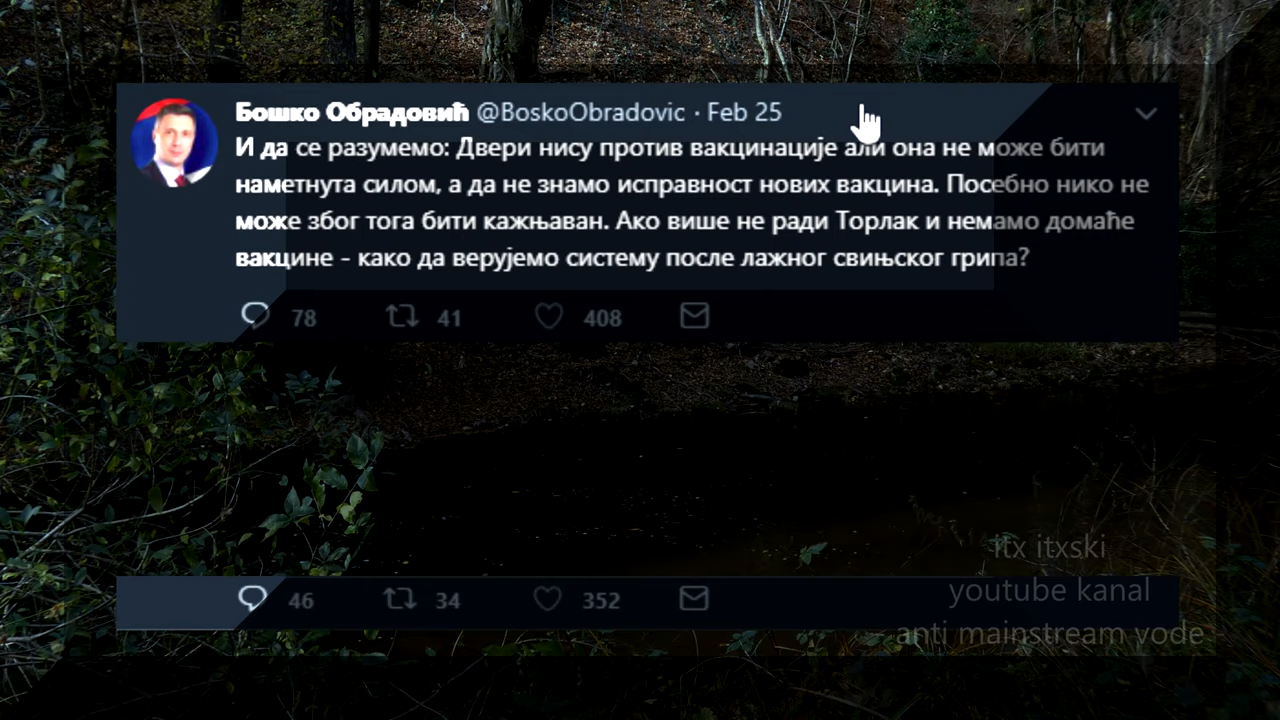 Бошко Обрадовић @BoskoObradovic · Feb 25
И да се разумемо: Двери нису против вакцинације али она не може бити
наметнута силом, а да не знамо исправност нових вакцина. Посебно нико не
може због тога бити кажњаван. Ако више не ради Торлак и немамо домаће
вакцине - како да верујемо систему после лажног свињског грипа?
78 41 408
46 34 352
itx itxski
youtube kanal
anti mainstream vode